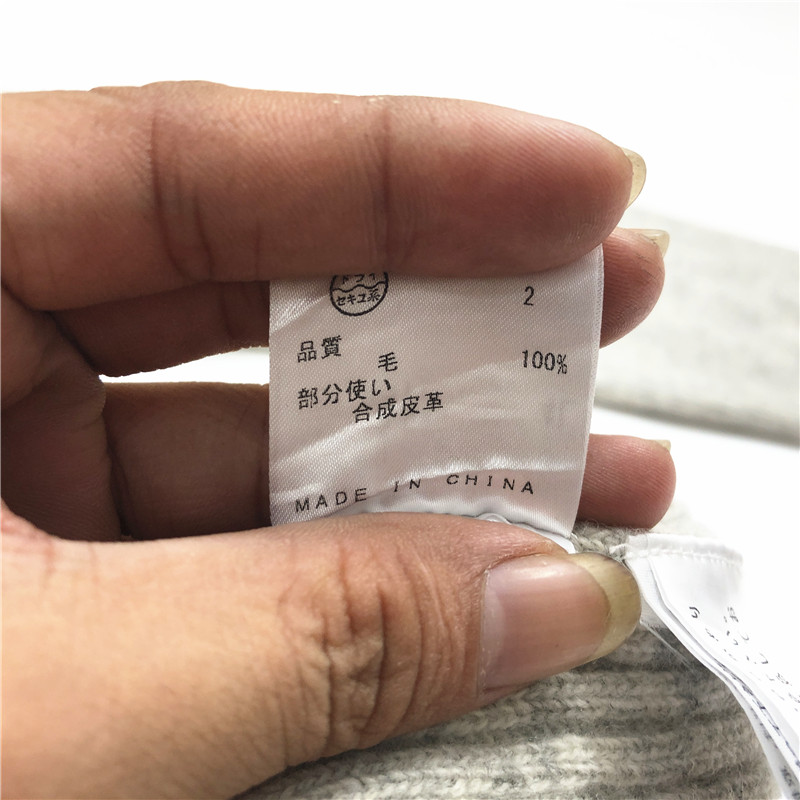 ドライ
セキユ系
2
品質
毛 100%
部分使い
合成皮革
MADE IN CHINA